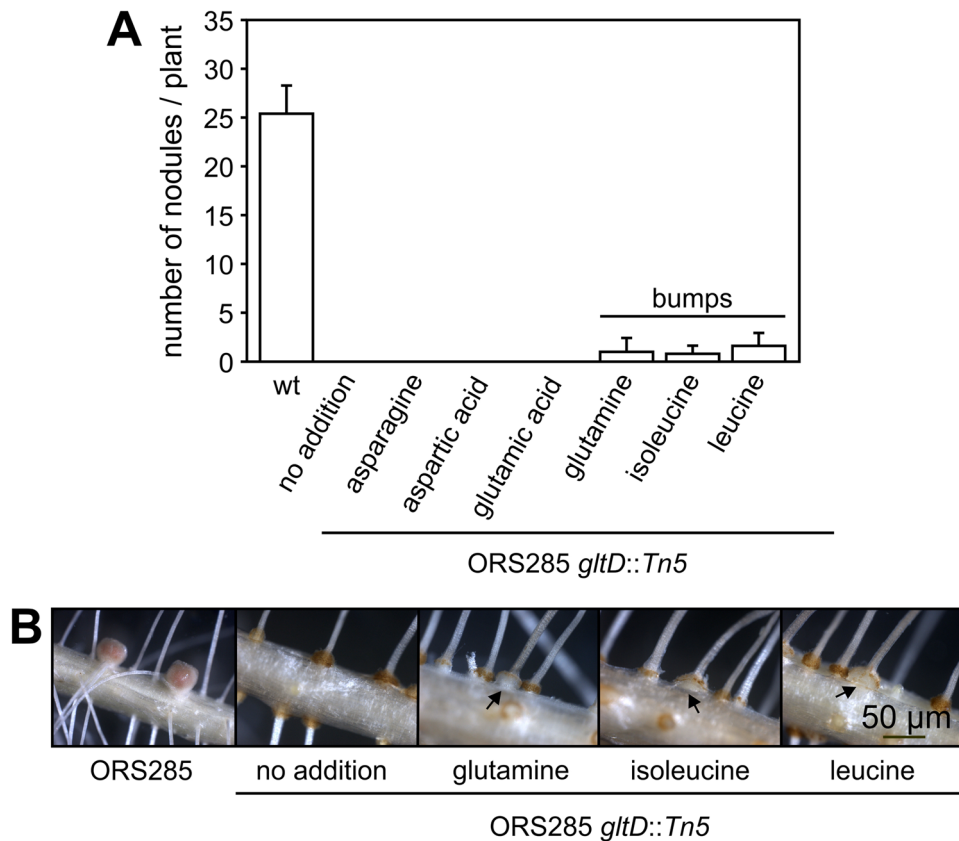 A
number of nodules / plant
35
30
25
20
15
10
5
0
bumps
wt
no addition
asparagine
aspartic acid
glutamic acid
glutamine
isoleucine
leucine
ORS285 gltD::Tn5
B
50 µm
ORS285
no addition
glutamine
isoleucine
leucine
ORS285 gltD::Tn5